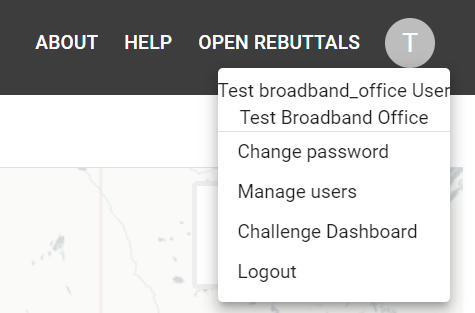 ABOUT HELP OPEN REBUTTALS T
Test broadband_office User
Test Broadband Office
Change password
Manage users
Challenge Dashboard
Logout